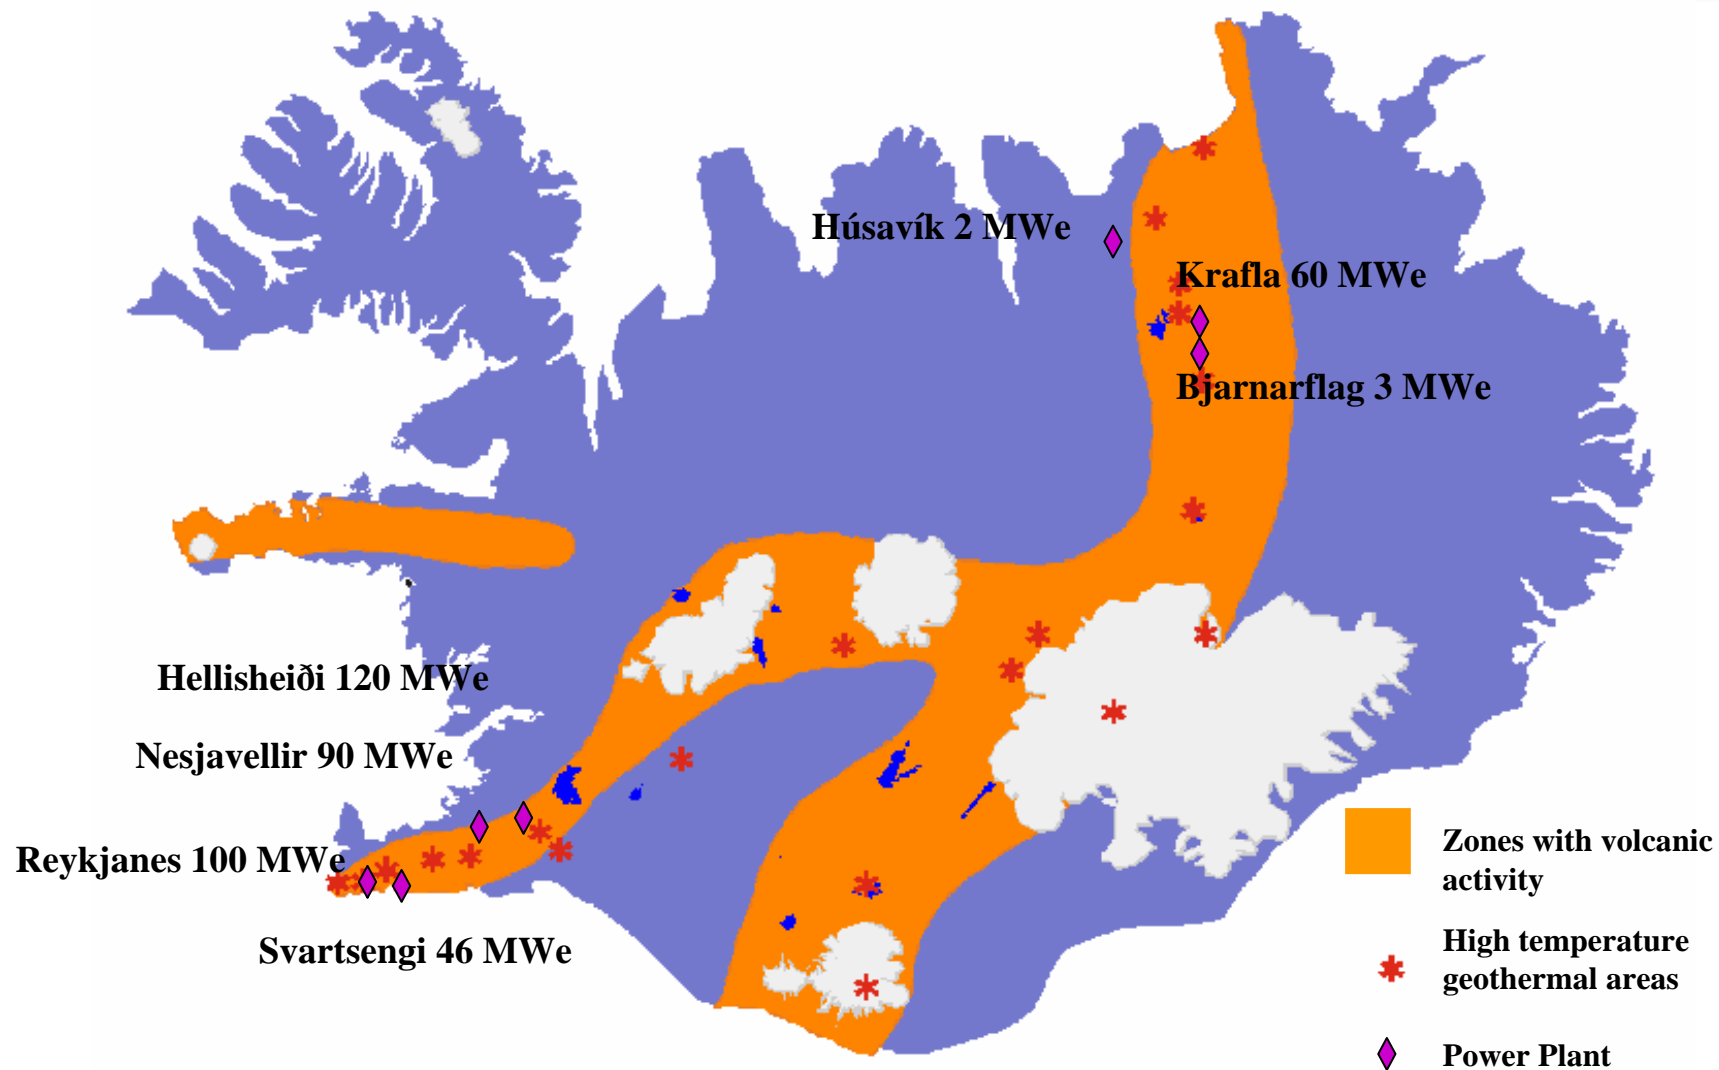 Húsavík 2 MWe
Krafla 60 MWe
Bjarnarflag 3 MWe
Hellisheiði 120 MWe
Nesjavellir 90 MWe
Reykjanes 100 MWe
Svartsengi 46 MWe
Zones with volcanic
activity
High temperature
geothermal areas
Power Plant